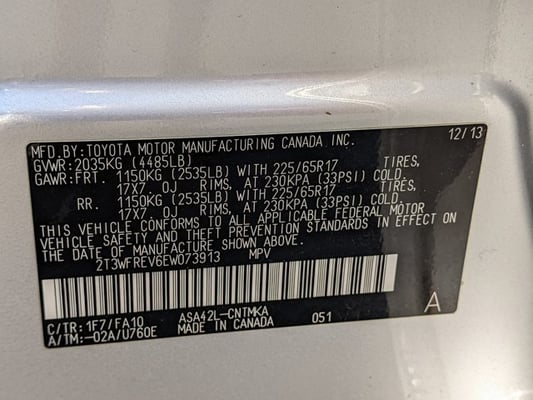 MFD. BY: TOYOTA MOTOR MANUFACTURING CANADA, INC. 12/13
GVWR: 2035KG (4485LB)
GAWR: FRT. 1150KG (2535LB) WITH 225/65R17 TIRES,
17X7.0J RIMS, AT 230KPA (33PSI) COLD.
RR. 1150KG (2535LB) WITH 225/65R17 TIRES,
17X7.0J RIMS, AT 230KPA (33PSI) COLD.
THIS VEHICLE CONFORMS TO ALL APPLICABLE FEDERAL MOTOR
VEHICLE SAFETY AND THEFT PREVENTION STANDARDS IN EFFECT ON
THE DATE OF MANUFACTURE SHOWN ABOVE.
2T3WFREV6EW073913 MPV
C/TR: 1F7/FA10 ASA42L-CNTMKA 051 A
A/TM: -02A/U760E MADE IN CANADA